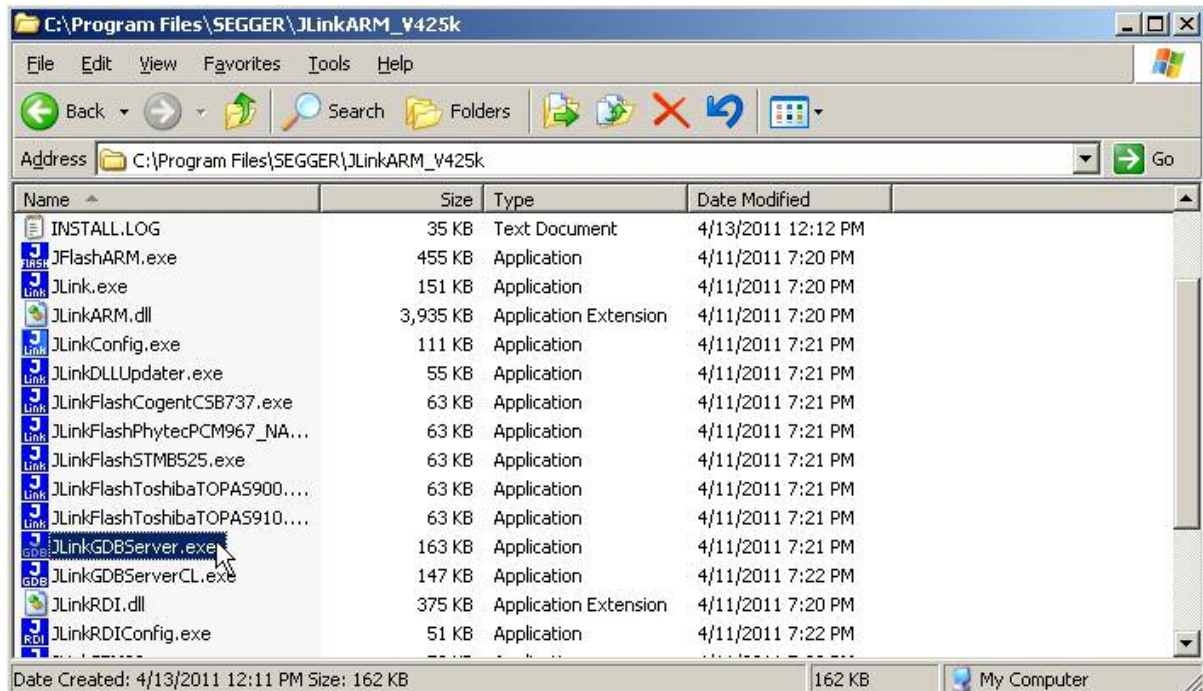 C:\Program Files\SEGGER\JLinkARM_V425k
File Edit View Favorites Tools Help
Back Search Folders
Address C:\Program Files\SEGGER\JLinkARM_V425k Go
Name Size Type Date Modified
INSTALL.LOG 35 KB Text Document 4/13/2011 12:12 PM
JFlashARM.exe 455 KB Application 4/11/2011 7:20 PM
JLink.exe 151 KB Application 4/11/2011 7:20 PM
JLinkARM.dll 3,935 KB Application Extension 4/11/2011 7:20 PM
JLinkConfig.exe 111 KB Application 4/11/2011 7:21 PM
JLinkDLLUpdater.exe 55 KB Application 4/11/2011 7:21 PM
JLinkFlashCogentCSB737.exe 63 KB Application 4/11/2011 7:21 PM
JLinkFlashPhytecPCM967_NA... 63 KB Application 4/11/2011 7:21 PM
JLinkFlashSTMB525.exe 63 KB Application 4/11/2011 7:21 PM
JLinkFlashToshibaTOPAS900.... 63 KB Application 4/11/2011 7:21 PM
JLinkFlashToshibaTOPAS910.... 63 KB Application 4/11/2011 7:21 PM
JLinkGDBServer.exe 163 KB Application 4/11/2011 7:21 PM
JLinkGDBServerCL.exe 147 KB Application 4/11/2011 7:22 PM
JLinkRDI.dll 375 KB Application Extension 4/11/2011 7:20 PM
JLinkRDIConfig.exe 51 KB Application 4/11/2011 7:22 PM
Date Created: 4/13/2011 12:11 PM Size: 162 KB 162 KB My Computer